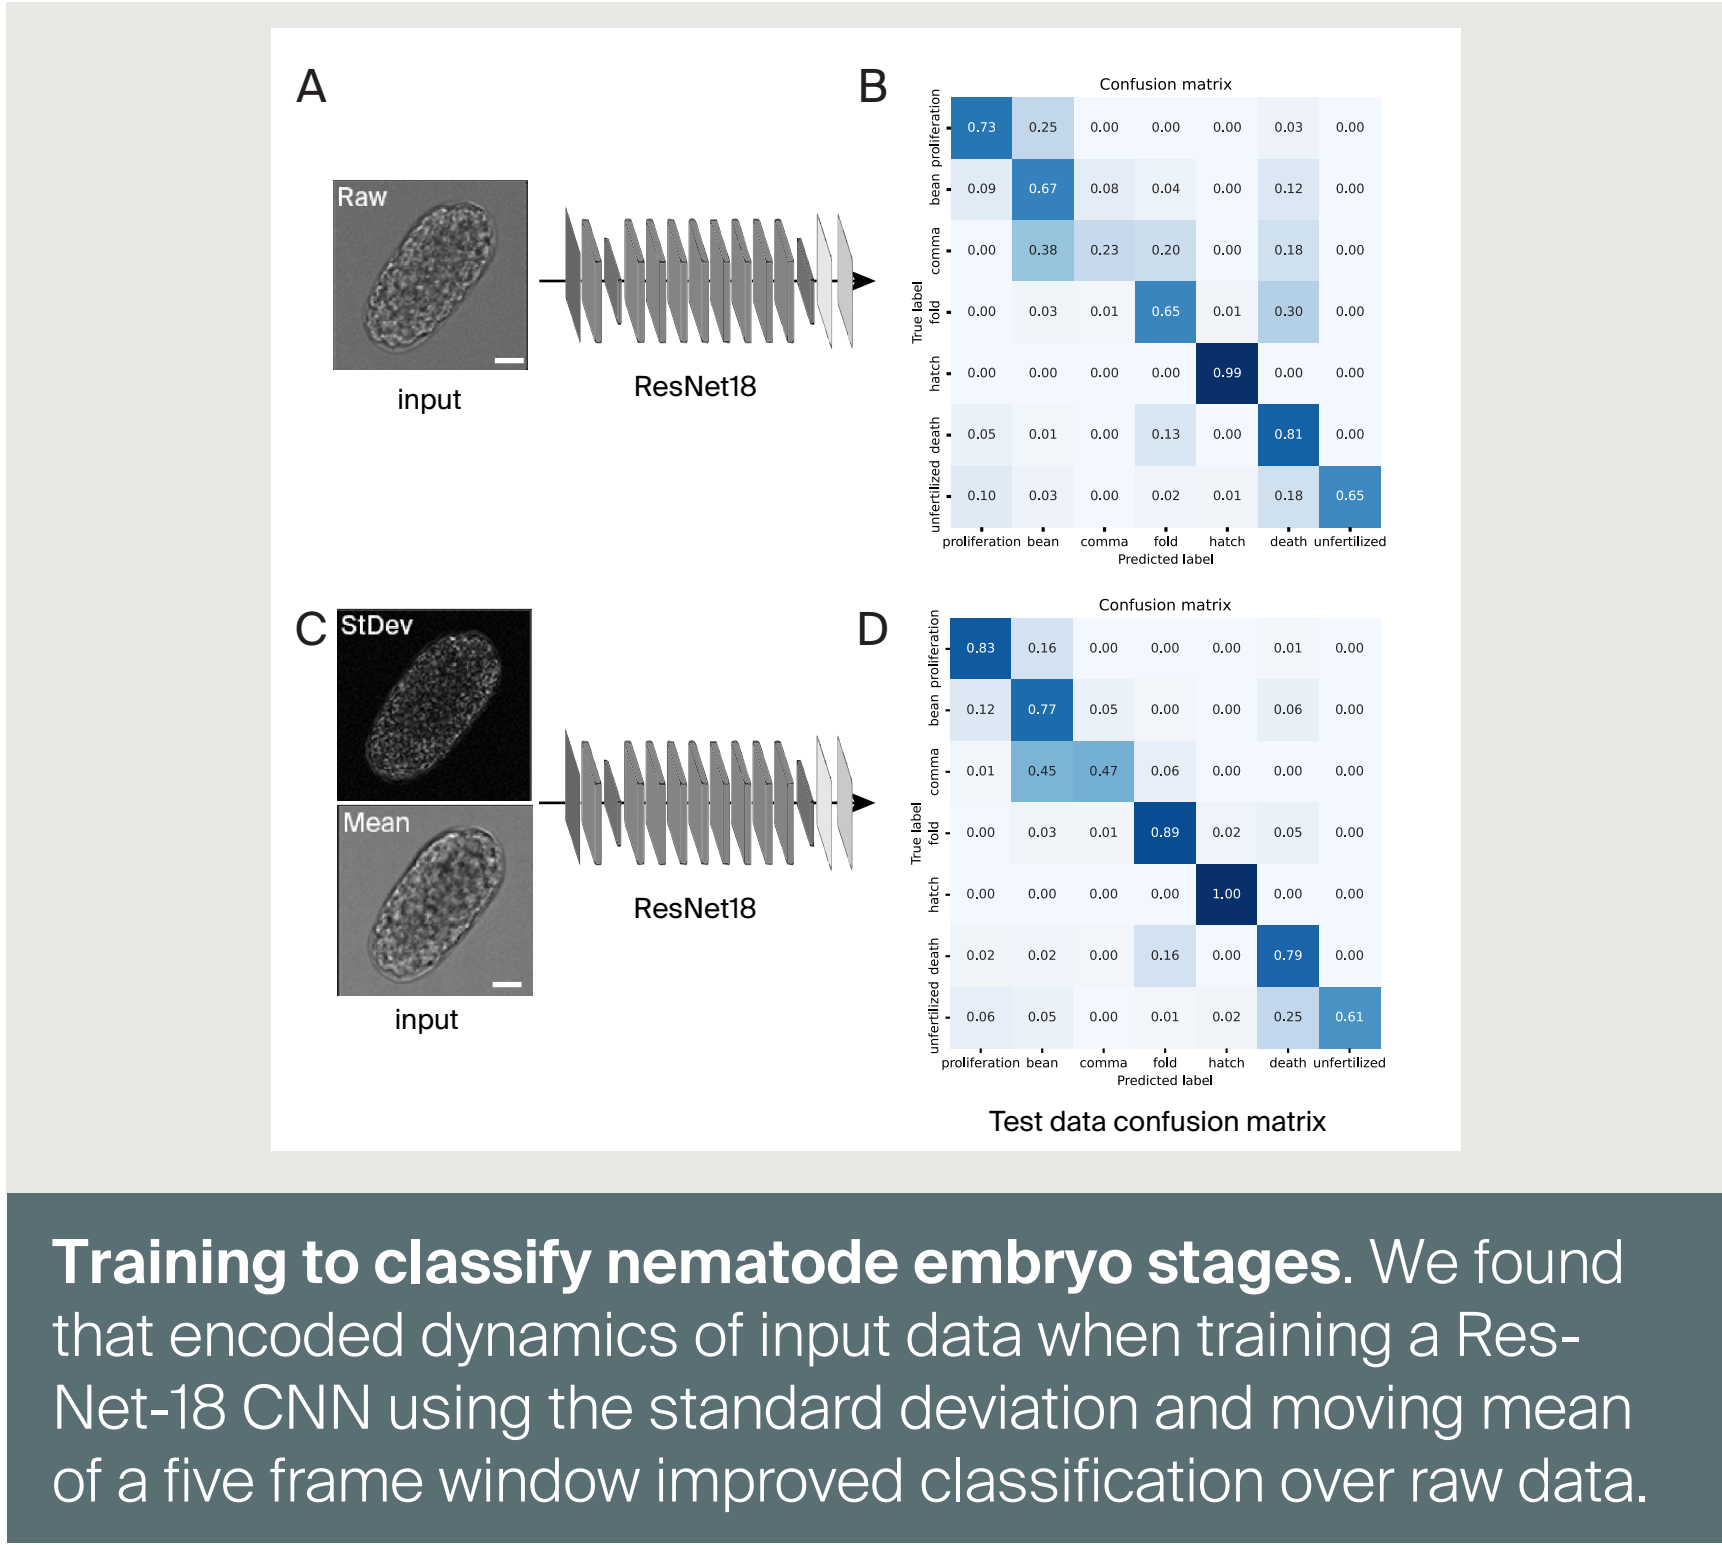 A
Raw
input
ResNet18
B
Confusion matrix
True label
proliferation
0.73 0.25 0.00 0.00 0.00 0.03 0.00
bean
0.09 0.67 0.08 0.04 0.00 0.12 0.00
comma
0.00 0.38 0.23 0.20 0.00 0.18 0.00
fold
0.00 0.03 0.01 0.65 0.01 0.30 0.00
hatch
0.00 0.00 0.00 0.00 0.99 0.00 0.00
death
0.05 0.01 0.00 0.13 0.00 0.81 0.00
unfertilized
0.10 0.03 0.00 0.02 0.01 0.18 0.65
proliferation bean comma fold hatch death unfertilized
Predicted label
C
StDev
Mean
input
ResNet18
D
Confusion matrix
True label
proliferation
0.83 0.16 0.00 0.00 0.00 0.01 0.00
bean
0.12 0.77 0.05 0.00 0.00 0.06 0.00
comma
0.01 0.45 0.47 0.06 0.00 0.00 0.00
fold
0.00 0.03 0.01 0.89 0.02 0.05 0.00
hatch
0.00 0.00 0.00 0.00 1.00 0.00 0.00
death
0.02 0.02 0.00 0.16 0.00 0.79 0.00
unfertilized
0.06 0.05 0.00 0.01 0.02 0.25 0.61
proliferation bean comma fold hatch death unfertilized
Predicted label
Test data confusion matrix
Training to classify nematode embryo stages. We found
that encoded dynamics of input data when training a Res-
Net-18 CNN using the standard deviation and moving mean
of a five frame window improved classification over raw data.